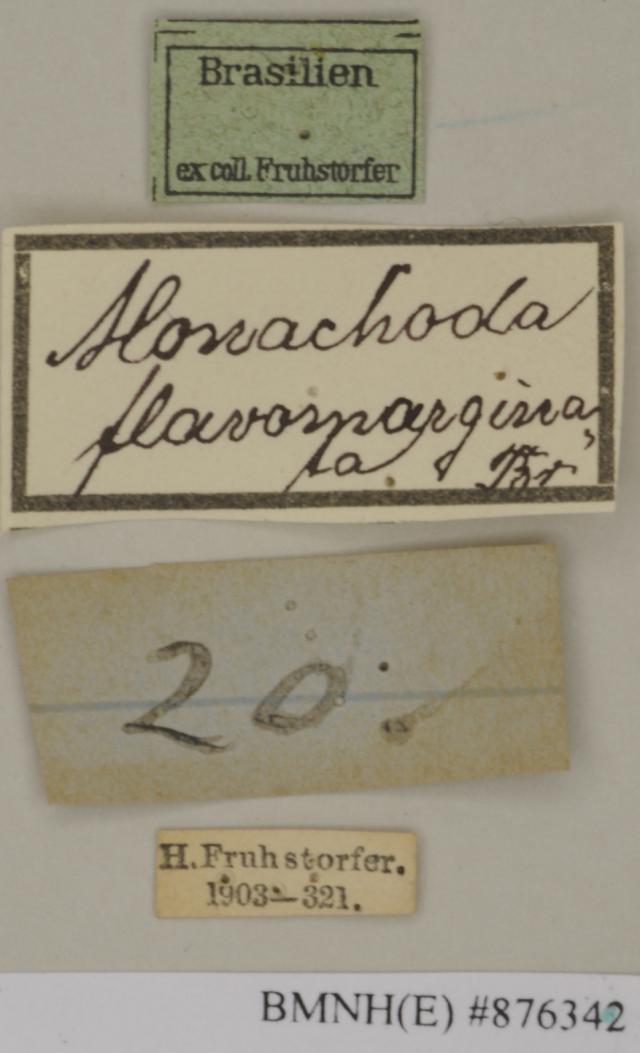 Brasilien
ex coll. Fruhstorfer
Monachoda
flavomargina,
ta Br
20.
H. Fruhstorfer.
1903—321.
BMNH(E) #876342